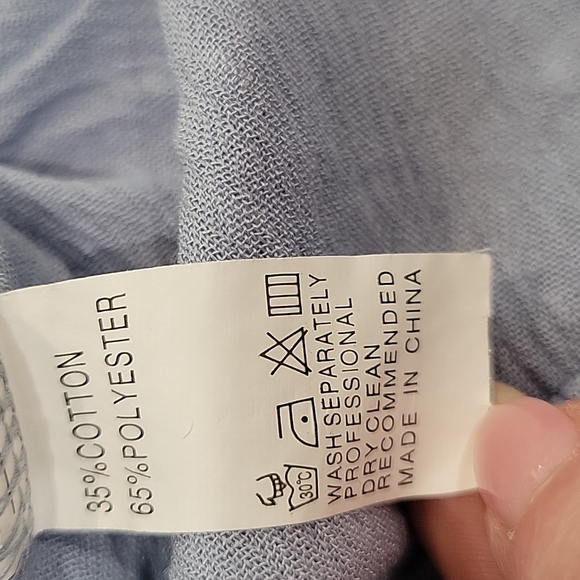 35%COTTON
65%POLYESTER
30°C
WASH SEPARATELY
PROFESSIONAL
DRY CLEAN
RECOMMENDED
MADE IN CHINA